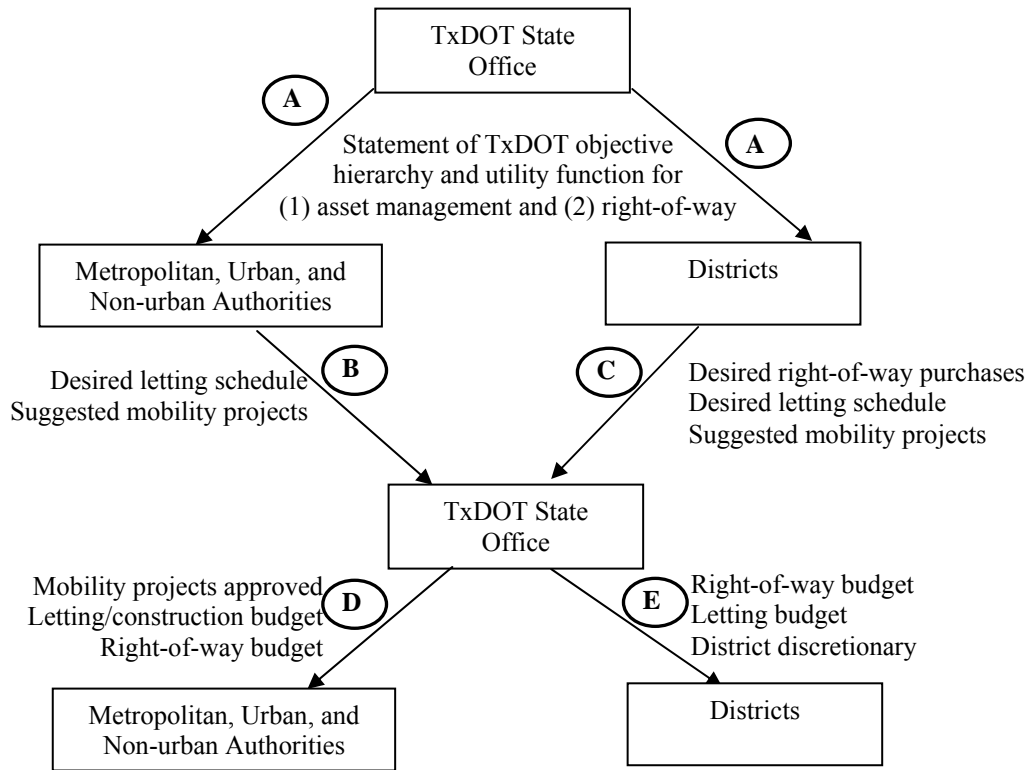 TxDOT State
Office
A
A
Statement of TxDOT objective
hierarchy and utility function for
(1) asset management and (2) right-of-way
Metropolitan, Urban, and
Non-urban Authorities
Districts
B
Desired letting schedule
Suggested mobility projects
C
Desired right-of-way purchases
Desired letting schedule
Suggested mobility projects
TxDOT State
Office
Mobility projects approved
Letting/construction budget
Right-of-way budget
D
E
Right-of-way budget
Letting budget
District discretionary
Metropolitan, Urban, and
Non-urban Authorities
Districts